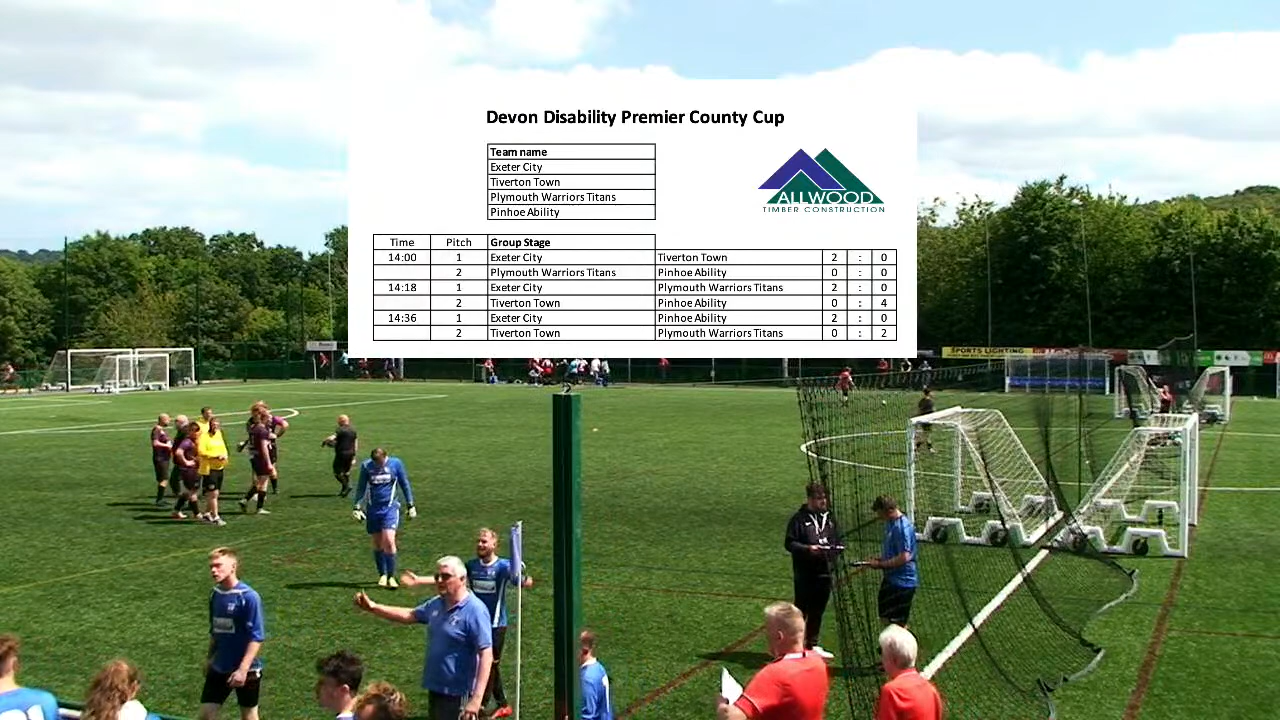 Devon Disability Premier County Cup
Team name
Exeter City
Tiverton Town
Plymouth Warriors Titans
Pinhoe Ability
ALLWOOD
TIMBER CONSTRUCTION
Time Pitch Group Stage
14:00 1 Exeter City Tiverton Town 2 : 0
2 Plymouth Warriors Titans Pinhoe Ability 0 : 0
14:18 1 Exeter City Plymouth Warriors Titans 2 : 0
2 Tiverton Town Pinhoe Ability 0 : 4
14:36 1 Exeter City Pinhoe Ability 2 : 0
2 Tiverton Town Plymouth Warriors Titans 0 : 2
SPORTS LIGHTING